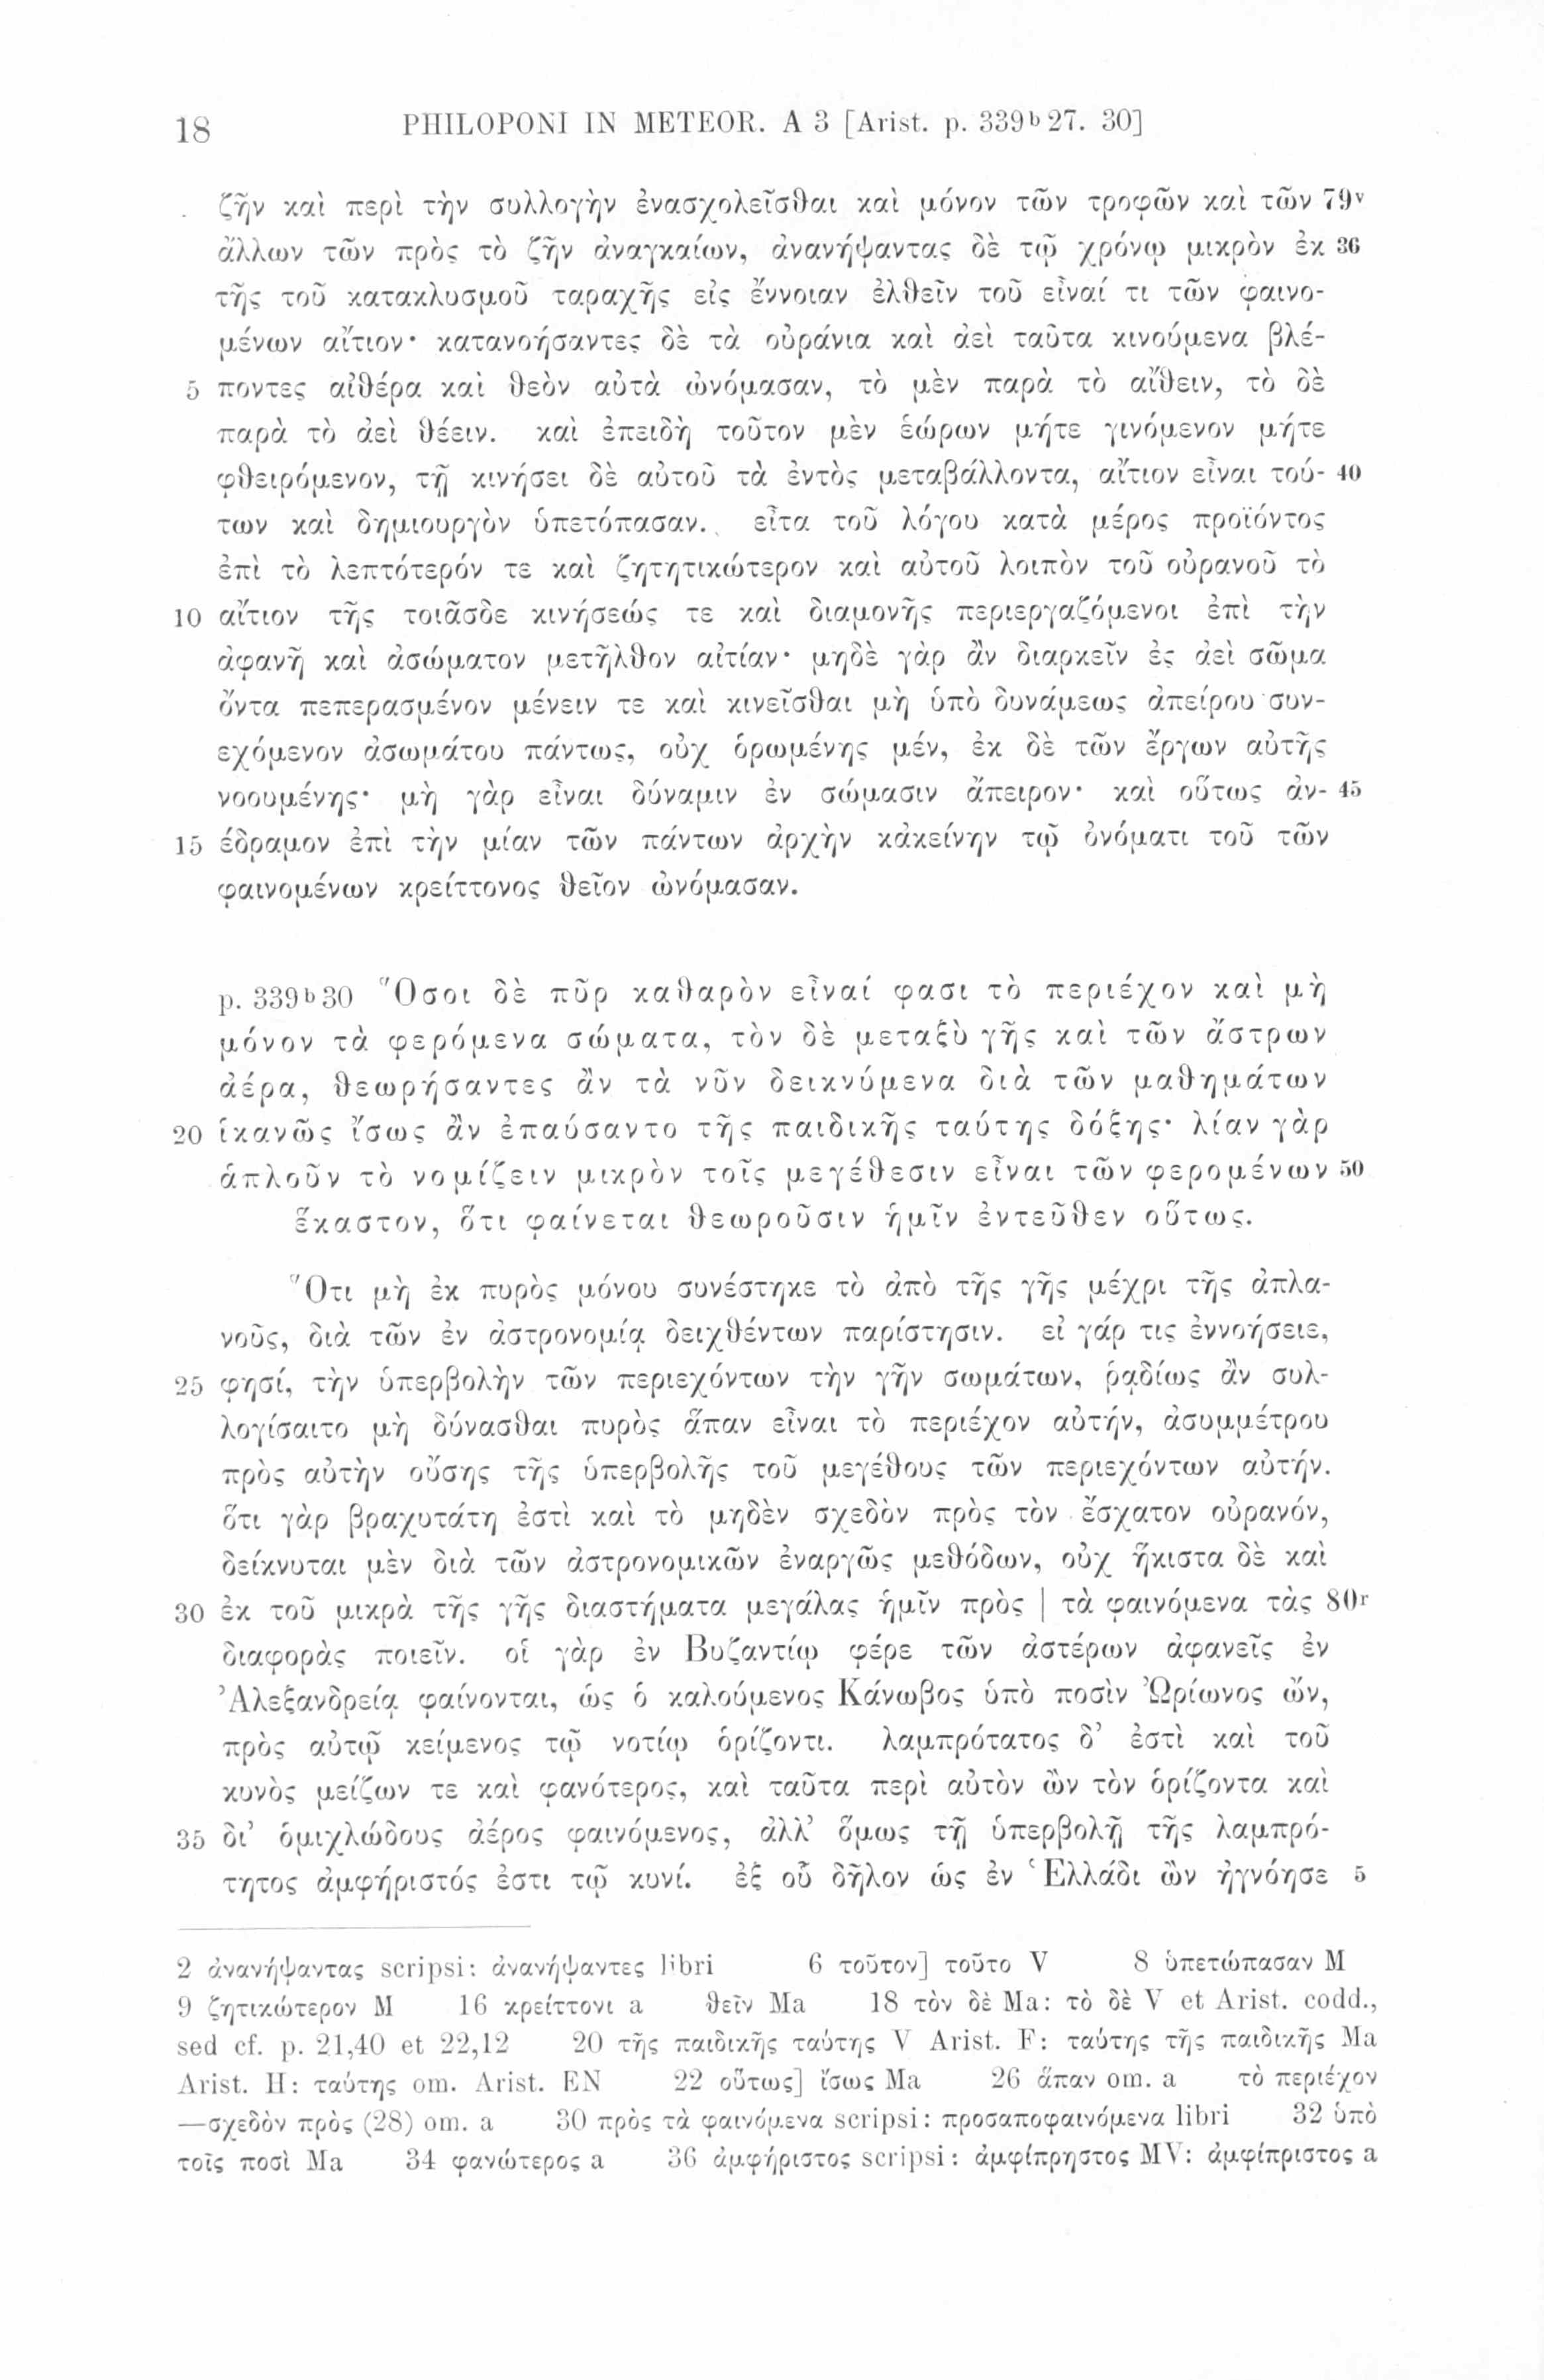 18 PHILOPONI IN METEOR. A 3 [Arist. p. 339ᵇ27. 30]
ζῆν καὶ περὶ τὴν συλλογὴν ἐνασχολεῖσθαι καὶ μόνον τῶν τροφῶν καὶ τῶν 79ᵛ
ἄλλων τῶν πρὸς τὸ ζῆν ἀναγκαίων, ἀνανήψαντας δὲ τῷ χρόνῳ μικρὸν ἐκ 36
τῆς τοῦ κατακλυσμοῦ ταραχῆς εἰς ἔννοιαν ἐλθεῖν τοῦ εἶναί τι τῶν φαινο-
μένων αἴτιον· κατανοήσαντες δὲ τὰ οὐράνια καὶ ἀεὶ ταῦτα κινούμενα βλέ-
5 ποντες αἰθέρα καὶ θεὸν αὐτὰ ὠνόμασαν, τὸ μὲν παρὰ τὸ αἴθειν, τὸ δὲ
παρὰ τὸ ἀεὶ θέειν. καὶ ἐπειδὴ τοῦτον μὲν ἑώρων μήτε γινόμενον μήτε
φθειρόμενον, τῇ κινήσει δὲ αὐτοῦ τὰ ἐντὸς μεταβάλλοντα, αἴτιον εἶναι τού- 40
των καὶ δημιουργὸν ὑπετόπασαν. εἶτα τοῦ λόγου κατὰ μέρος προϊόντος
ἐπὶ τὸ λεπτότερόν τε καὶ ζητητικώτερον καὶ αὐτοῦ λοιπὸν τοῦ οὐρανοῦ τὸ
10 αἴτιον τῆς τοιᾶσδε κινήσεώς τε καὶ διαμονῆς περιεργαζόμενοι ἐπὶ τὴν
ἀφανῆ καὶ ἀσώματον μετῆλθον αἰτίαν· μηδὲ γὰρ ἂν διαρκεῖν ἐς ἀεὶ σῶμα
ὄντα πεπερασμένον μένειν τε καὶ κινεῖσθαι μὴ ὑπὸ δυνάμεως ἀπείρου συν-
εχόμενον ἀσωμάτου πάντως, οὐχ ὁρωμένης μέν, ἐκ δὲ τῶν ἔργων αὐτῆς
νοουμένης· μὴ γὰρ εἶναι δύναμιν ἐν σώμασιν ἄπειρον· καὶ οὕτως ἀν- 45
15 έδραμον ἐπὶ τὴν μίαν τῶν πάντων ἀρχὴν κἀκείνην τῷ ὀνόματι τοῦ τῶν
φαινομένων κρείττονος θεῖον ὠνόμασαν.
p. 339ᵇ30 Ὅσοι δὲ πῦρ καθαρὸν εἶναί φασι τὸ περιέχον καὶ μὴ
μόνον τὰ φερόμενα σώματα, τὸν δὲ μεταξὺ γῆς καὶ τῶν ἄστρων
ἀέρα, θεωρήσαντες ἂν τὰ νῦν δεικνύμενα διὰ τῶν μαθημάτων
20 ἱκανῶς ἴσως ἂν ἐπαύσαντο τῆς παιδικῆς ταύτης δόξης· λίαν γὰρ
ἁπλοῦν τὸ νομίζειν μικρὸν τοῖς μεγέθεσιν εἶναι τῶν φερομένων 50
ἕκαστον, ὅτι φαίνεται θεωροῦσιν ἡμῖν ἐντεῦθεν οὕτως.
Ὅτι μὴ ἐκ πυρὸς μόνου συνέστηκε τὸ ἀπὸ τῆς γῆς μέχρι τῆς ἀπλα-
νοῦς, διὰ τῶν ἐν ἀστρονομίᾳ δειχθέντων παρίστησιν. εἰ γάρ τις ἐννοήσειε,
25 φησί, τὴν ὑπερβολὴν τῶν περιεχόντων τὴν γῆν σωμάτων, ῥᾳδίως ἂν συλ-
λογίσαιτο μὴ δύνασθαι πυρὸς ἅπαν εἶναι τὸ περιέχον αὐτήν, ἀσυμμέτρου
πρὸς αὐτὴν οὔσης τῆς ὑπερβολῆς τοῦ μεγέθους τῶν περιεχόντων αὐτήν.
ὅτι γὰρ βραχυτάτη ἐστὶ καὶ τὸ μηδὲν σχεδὸν πρὸς τὸν ἔσχατον οὐρανόν,
δείκνυται μὲν διὰ τῶν ἀστρονομικῶν ἐναργῶς μεθόδων, οὐχ ἥκιστα δὲ καὶ
30 ἐκ τοῦ μικρὰ τῆς γῆς διαστήματα μεγάλας ἡμῖν πρὸς | τὰ φαινόμενα τὰς 80ʳ
διαφορὰς ποιεῖν. οἱ γὰρ ἐν Βυζαντίῳ φέρε τῶν ἀστέρων ἀφανεῖς ἐν
Ἀλεξανδρείᾳ φαίνονται, ὡς ὁ καλούμενος Κάνωβος ὑπὸ ποσὶν Ὠρίωνος ὤν,
πρὸς αὐτῷ κείμενος τῷ νοτίῳ ὁρίζοντι. λαμπρότατος δ’ ἐστὶ καὶ τοῦ
κυνὸς μείζων τε καὶ φανότερος, καὶ ταῦτα περὶ αὐτὸν ὢν τὸν ὁρίζοντα καὶ
35 δι’ ὁμιχλώδους ἀέρος φαινόμενος, ἀλλ’ ὅμως τῇ ὑπερβολῇ τῆς λαμπρό-
τητος ἀμφήριστός ἐστι τῷ κυνί. ἐξ οὗ δῆλον ὡς ἐν Ἑλλάδι ὢν ἠγνόησε 5
2 ἀνανήψαντας scripsi: ἀνανήψαντες libri 6 τοῦτον] τοῦτο V 8 ὑπετώπασαν M
9 ζητικώτερον M 16 κρείττονι a θεῖν Ma 18 τὸν δὲ Ma: τὸ δὲ V et Arist. codd.,
sed cf. p. 21,40 et 22,12 20 τῆς παιδικῆς ταύτης V Arist. F: ταύτης τῆς παιδικῆς Ma
Arist. H: ταύτης om. Arist. EN 22 οὕτως] ἴσως Ma 26 ἅπαν om. a τὸ περιέχον
—σχεδὸν πρὸς (28) om. a 30 πρὸς τὰ φαινόμενα scripsi: προσαποφαινόμενα libri 32 ὑπὸ
τοῖς ποσὶ Ma 34 φανώτερος a 36 ἀμφήριστος scripsi: ἀμφίπρηστος MV: ἀμφίπριστος a